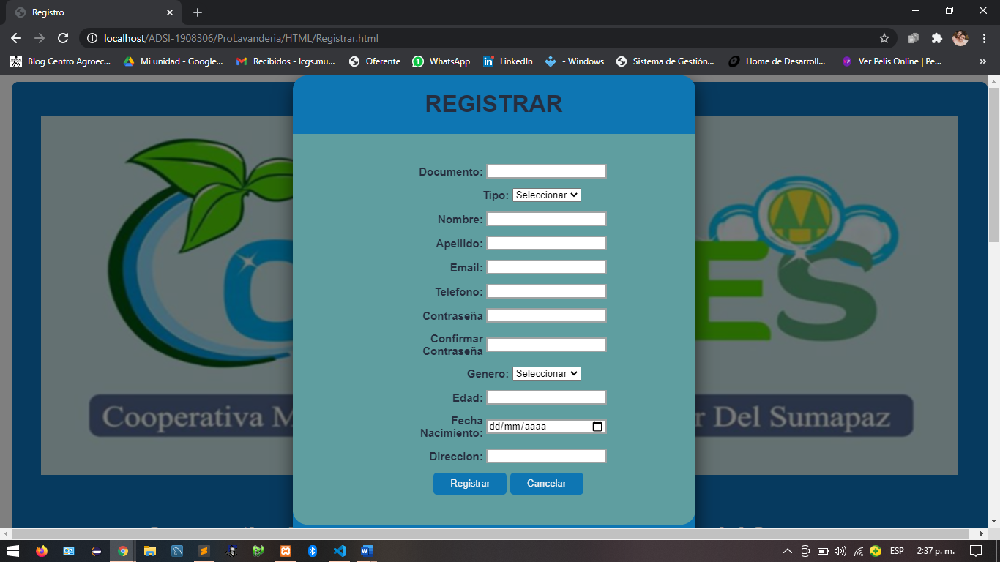 Registro
localhost/ADSI-1908306/ProLavanderia/HTML/Registrar.html
Blog Centro Agroec... Mi unidad - Google... Recibidos - lcgs.mu... Oferente WhatsApp LinkedIn - Windows Sistema de Gestión... Home de Desarroll... Ver Pelis Online | Pe... »
REGISTRAR
Documento:
Tipo: Seleccionar
Nombre:
Apellido:
Email:
Telefono:
Contraseña
Confirmar
Contraseña
Genero: Seleccionar
Edad:
Fecha
Nacimiento: dd/mm/aaaa
Direccion:
Registrar Cancelar
ES
Cooperativa M
r Del Sumapaz
ESP 2:37 p. m.